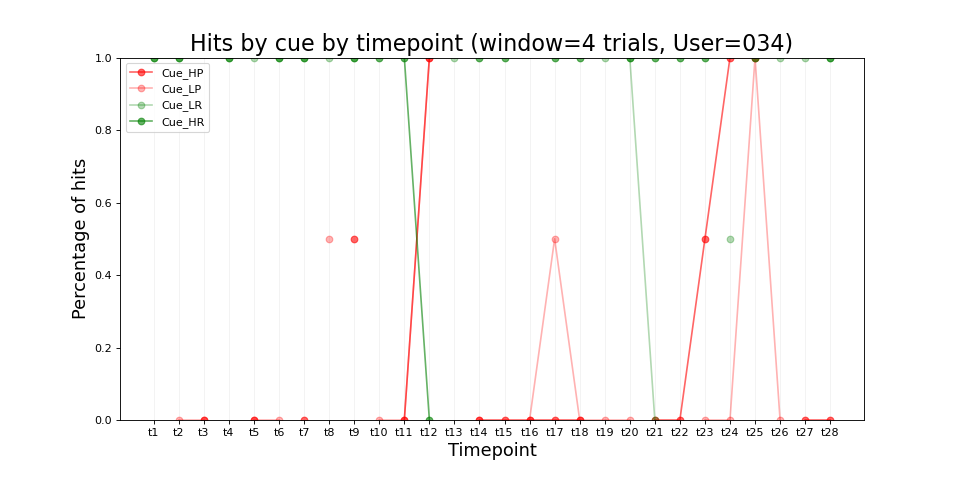 Hits by cue by timepoint (window=4 trials, User=034)
Percentage of hits
1.0
0.8
0.6
0.4
0.2
0.0
Cue_HP
Cue_LP
Cue_LR
Cue_HR
t1 t2 t3 t4 t5 t6 t7 t8 t9 t10 t11 t12 t13 t14 t15 t16 t17 t18 t19 t20 t21 t22 t23 t24 t25 t26 t27 t28
Timepoint